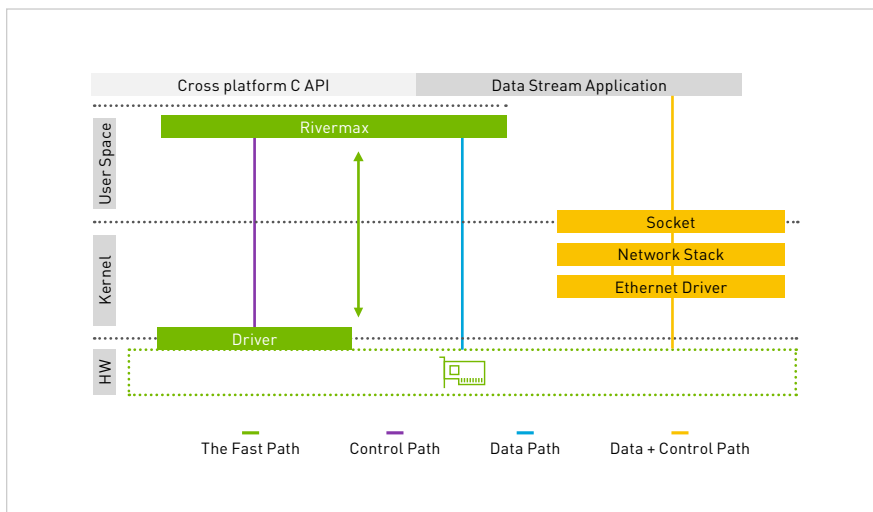 Cross platform C API
Data Stream Application
User Space
Rivermax
Socket
Kernel
Network Stack
Ethernet Driver
Driver
HW
The Fast Path
Control Path
Data Path
Data + Control Path